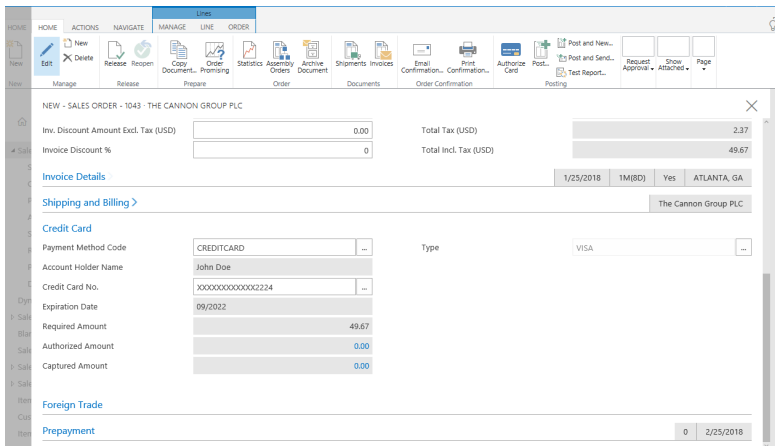 Lines
HOME HOME ACTIONS NAVIGATE MANAGE LINE ORDER
New Edit New Delete Release Reopen Copy Document... Order Promising Statistics Assembly Orders Archive Document Shipments Invoices Email Confirmation... Print Confirmation... Authorize Card Post... Post and New... Post and Send... Test Report... Request Approval Show Attached Page
New Manage Release Prepare Order Documents Order Confirmation Posting
NEW - SALES ORDER - 1043 · THE CANNON GROUP PLC
Inv. Discount Amount Excl. Tax (USD) 0.00 Total Tax (USD) 2.37
Invoice Discount % 0 Total Incl. Tax (USD) 49.67
Invoice Details 1/25/2018 1M(8D) Yes ATLANTA, GA
Shipping and Billing > The Cannon Group PLC
Credit Card
Payment Method Code CREDITCARD ... Type VISA ...
Account Holder Name John Doe
Credit Card No. XXXXXXXXXXXX2224 ...
Expiration Date 09/2022
Required Amount 49.67
Authorized Amount 0.00
Captured Amount 0.00
Foreign Trade
Prepayment 0 2/25/2018